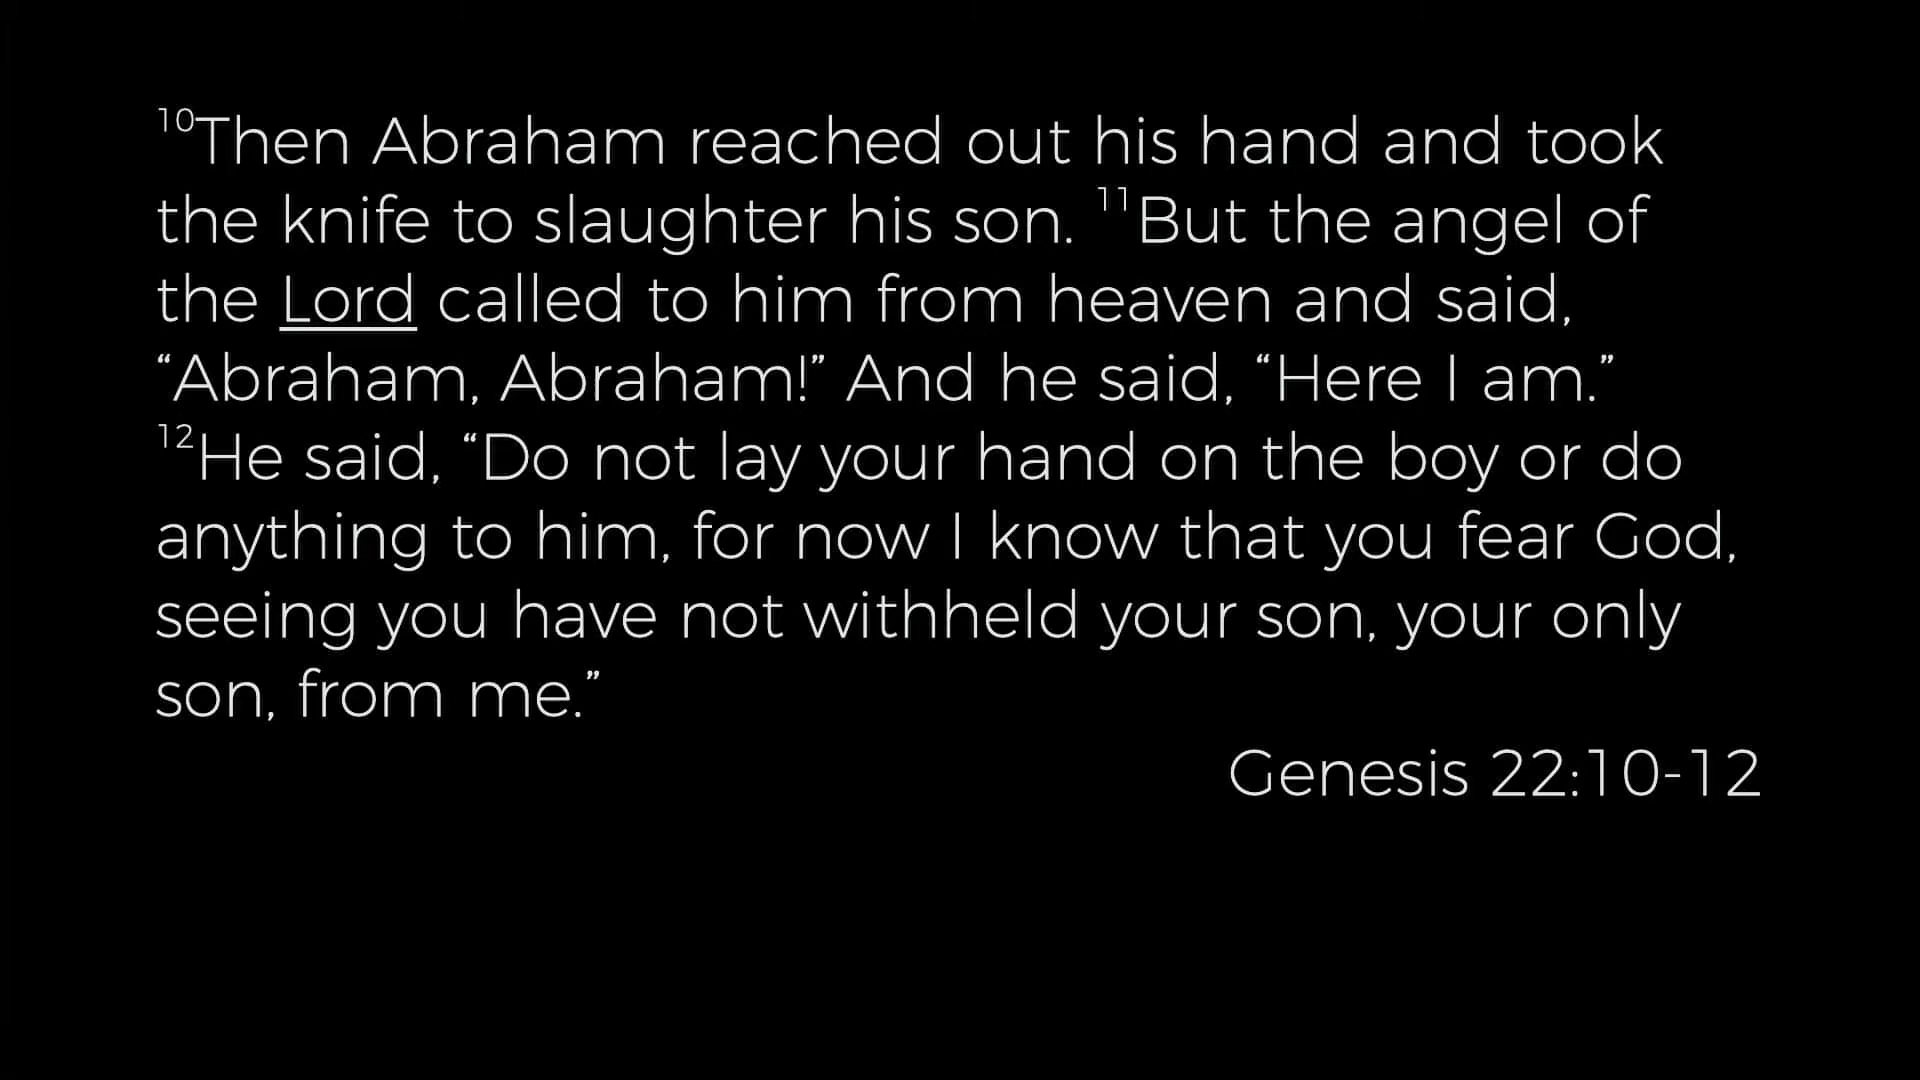 ¹⁰Then Abraham reached out his hand and took
the knife to slaughter his son. ¹¹But the angel of
the Lord called to him from heaven and said,
“Abraham, Abraham!” And he said, “Here I am.”
¹²He said, “Do not lay your hand on the boy or do
anything to him, for now I know that you fear God,
seeing you have not withheld your son, your only
son, from me.”
Genesis 22:10-12